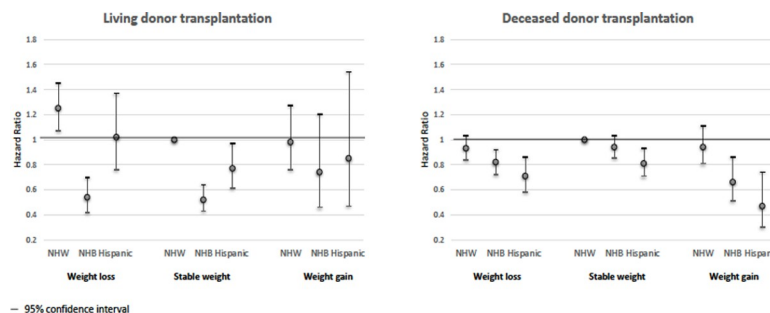 Living donor transplantation
1.8
1.6
1.4
1.2
1
0.8
0.6
0.4
0.2
Hazard Ratio
NHW NHB Hispanic NHW NHB Hispanic NHW NHB Hispanic
Weight loss Stable weight Weight gain
Deceased donor transplantation
1.8
1.6
1.4
1.2
1
0.8
0.6
0.4
0.2
Hazard Ratio
NHW NHB Hispanic NHW NHB Hispanic NHW NHB Hispanic
Weight loss Stable weight Weight gain
— 95% confidence interval